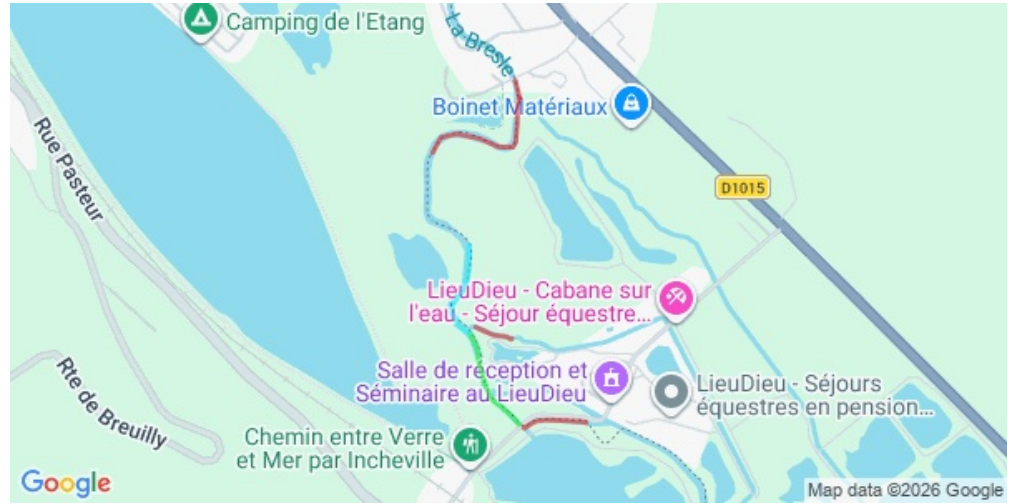 Camping de l'Etang
La Bresle
Boinet Matériaux
Rue Pasteur
D1015
LieuDieu - Cabane sur
l'eau - Séjour équestre...
Salle de réception et
Séminaire au LieuDieu
LieuDieu - Séjours
équestres en pension...
Rte de Breuilly
Chemin entre Verre
et Mer par Incheville
Google
Map data ©2026 Google